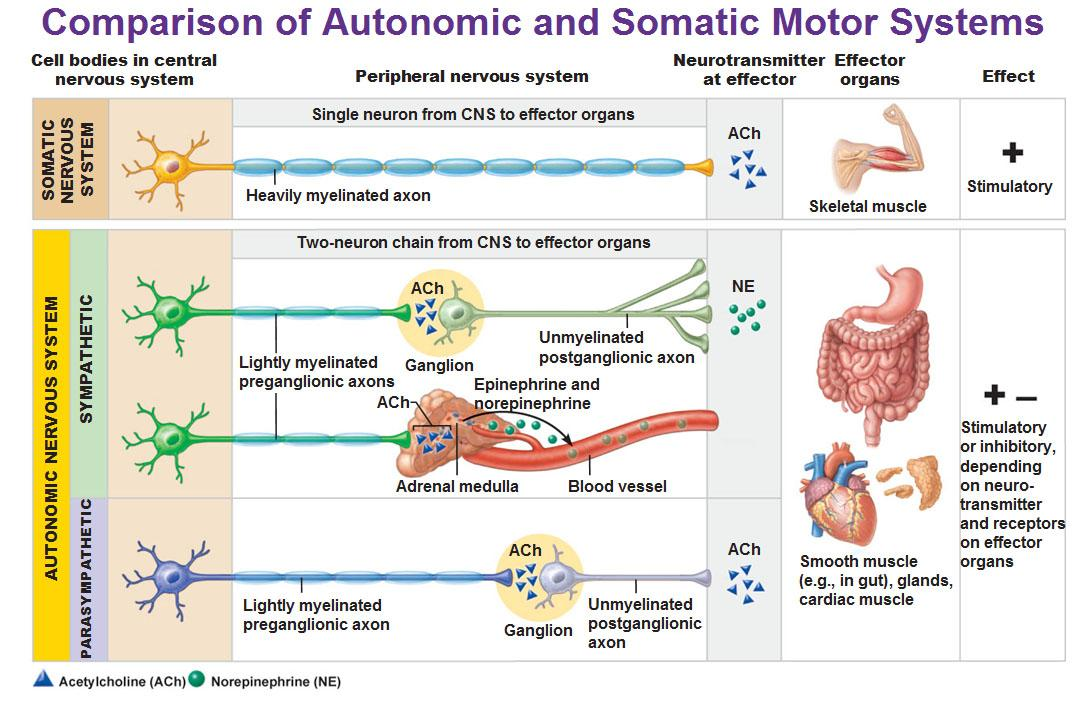 Comparison of Autonomic and Somatic Motor Systems
Cell bodies in central
nervous system
Peripheral nervous system
Neurotransmitter
at effector
Effector
organs
Effect
SOMATIC
NERVOUS
SYSTEM
Single neuron from CNS to effector organs
Heavily myelinated axon
ACh
Skeletal muscle
+
Stimulatory
AUTONOMIC NERVOUS SYSTEM
SYMPATHETIC
Two-neuron chain from CNS to effector organs
ACh
Ganglion
Lightly myelinated
preganglionic axons
Unmyelinated
postganglionic axon
NE
Epinephrine and
norepinephrine
ACh
Adrenal medulla
Blood vessel
PARASYMPATHETIC
Lightly myelinated
preganglionic axon
ACh
Ganglion
Unmyelinated
postganglionic
axon
ACh
Smooth muscle
(e.g., in gut), glands,
cardiac muscle
+ –
Stimulatory
or inhibitory,
depending
on neuro-
transmitter
and receptors
on effector
organs
Acetylcholine (ACh)
Norepinephrine (NE)